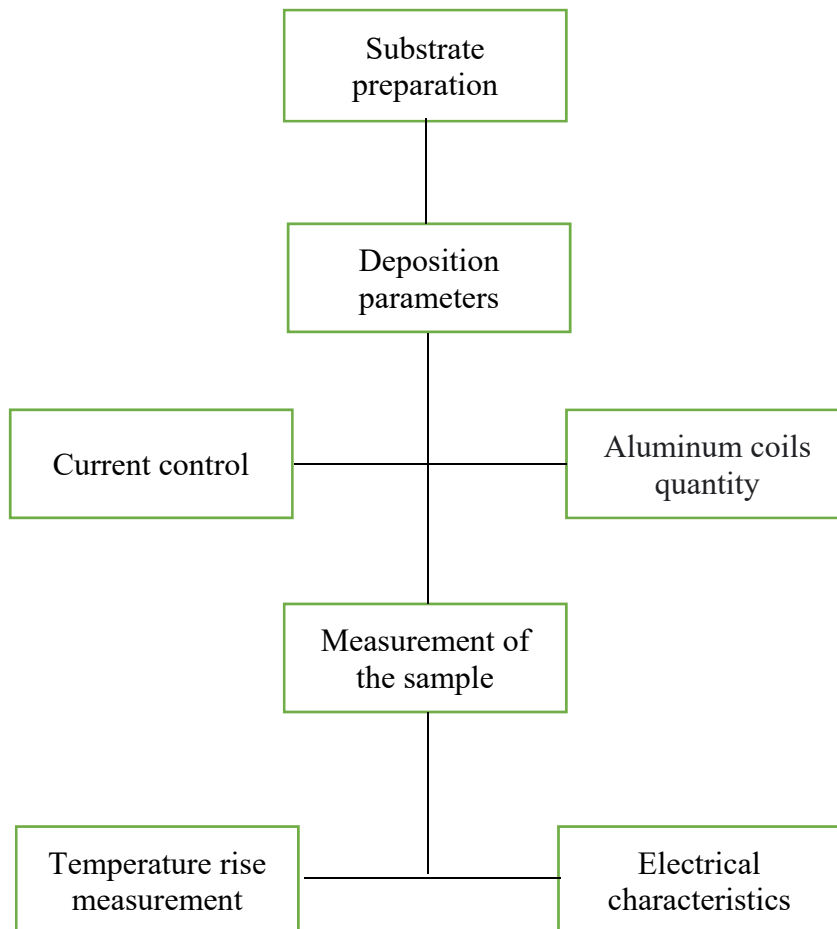 Substrate
preparation
Deposition
parameters
Current control
Aluminum coils
quantity
Measurement of
the sample
Temperature rise
measurement
Electrical
characteristics